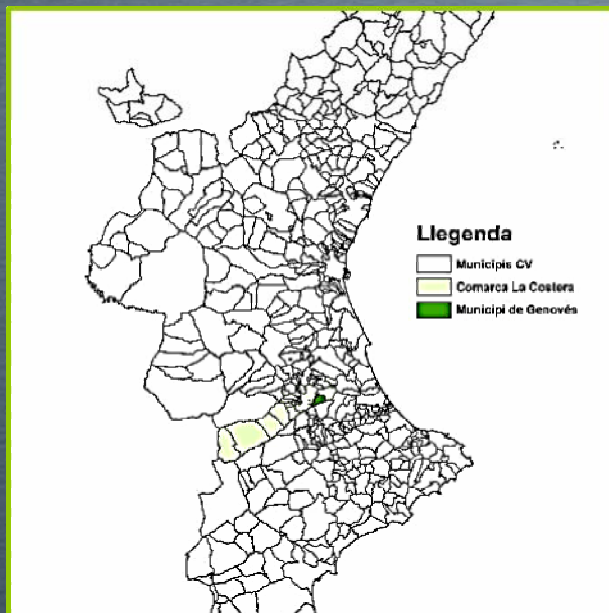 Llegenda
Municipis CV
Comarca La Costera
Municipi de Genovés